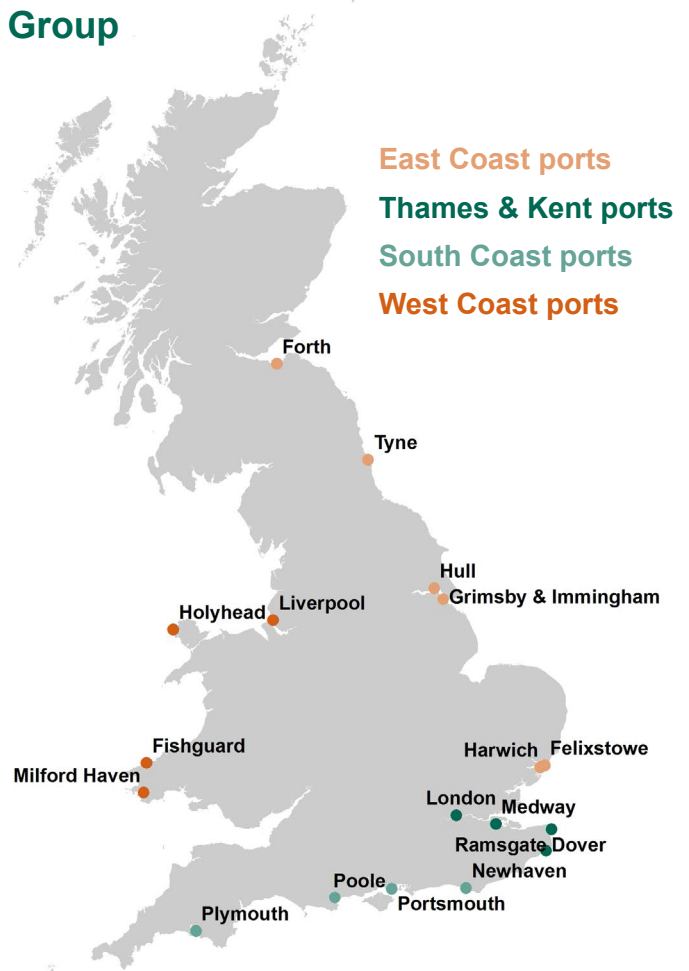 Group
East Coast ports
Thames & Kent ports
South Coast ports
West Coast ports
Forth
Tyne
Hull
Grimsby & Immingham
Holyhead
Liverpool
Fishguard
Milford Haven
Harwich
Felixstowe
London
Medway
Ramsgate
Dover
Newhaven
Poole
Portsmouth
Plymouth